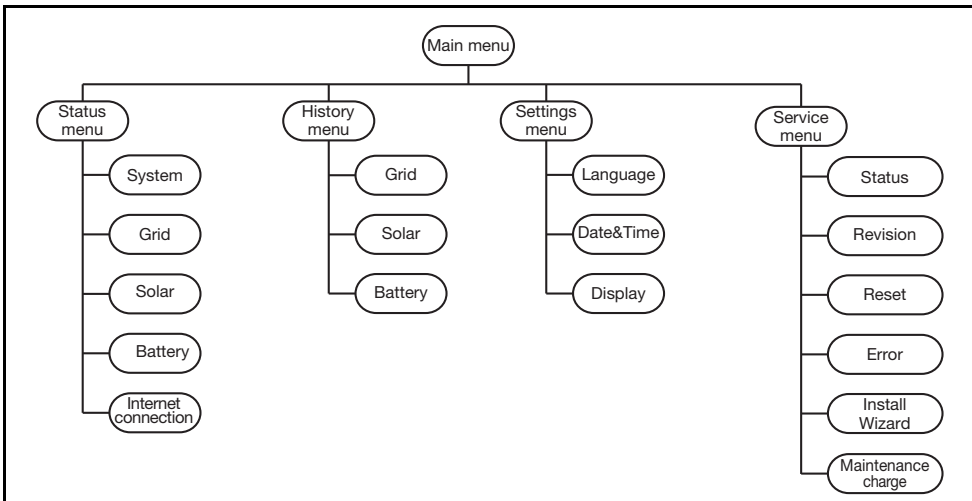 Main menu
Status
menu
System
Grid
Solar
Battery
Internet
connection
History
menu
Grid
Solar
Battery
Settings
menu
Language
Date&Time
Display
Service
menu
Status
Revision
Reset
Error
Install
Wizard
Maintenance
charge